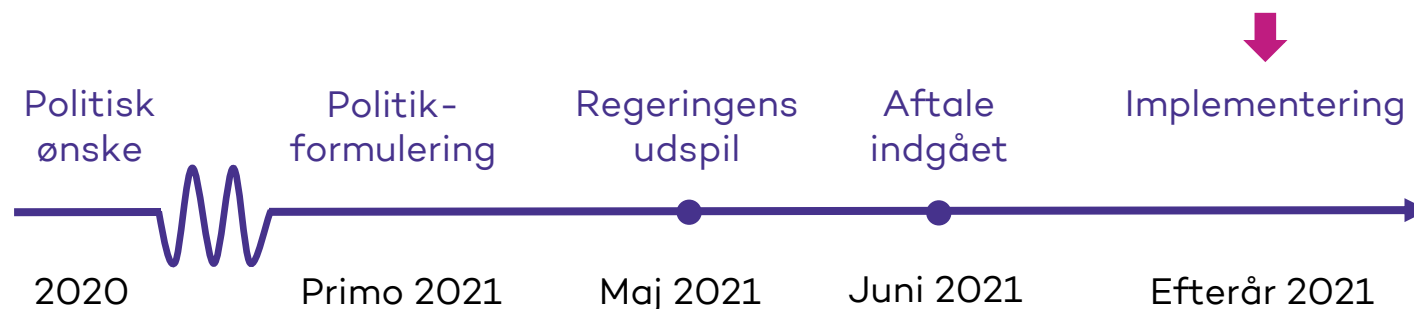 Politisk
ønske
Politik-
formulering
Regeringens
udspil
Aftale
indgået
Implementering
2020
Primo 2021
Maj 2021
Juni 2021
Efterår 2021